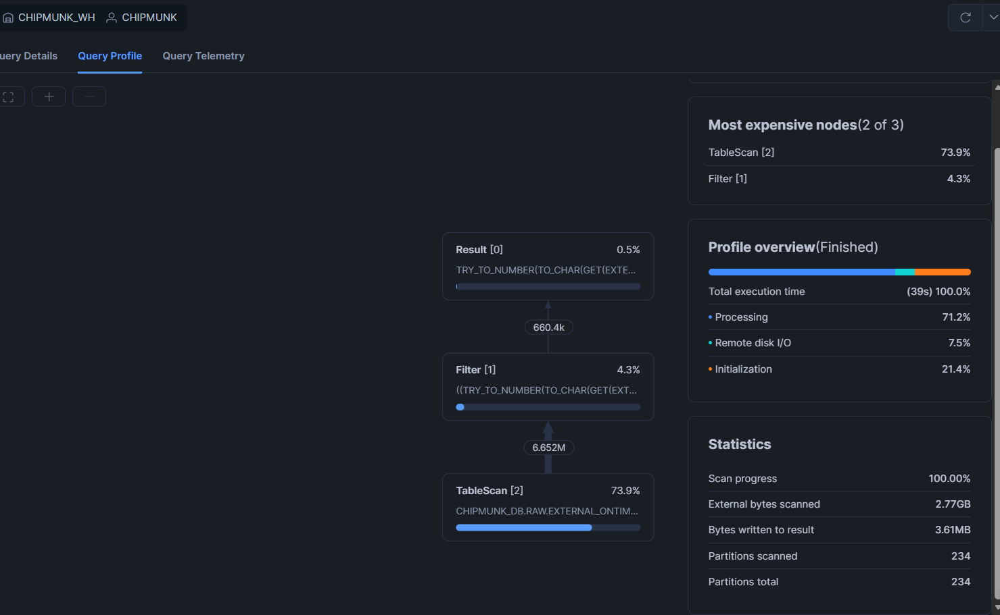 CHIPMUNK_WH CHIPMUNK
uery Details Query Profile Query Telemetry
Most expensive nodes(2 of 3)
TableScan [2] 73.9%
Filter [1] 4.3%
Result [0] 0.5%
TRY_TO_NUMBER(TO_CHAR(GET(EXTE...
660.4k
Filter [1] 4.3%
((TRY_TO_NUMBER(TO_CHAR(GET(EXT...
6.652M
TableScan [2] 73.9%
CHIPMUNK_DB.RAW.EXTERNAL_ONTIM...
Profile overview(Finished)
Total execution time (39s) 100.0%
Processing 71.2%
Remote disk I/O 7.5%
Initialization 21.4%
Statistics
Scan progress 100.00%
External bytes scanned 2.77GB
Bytes written to result 3.61MB
Partitions scanned 234
Partitions total 234